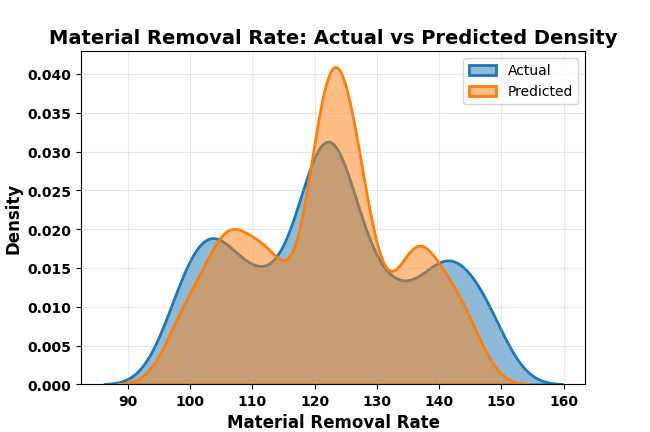 Material Removal Rate: Actual vs Predicted Density
Actual
Predicted
0.040
0.035
0.030
0.025
0.020
0.015
0.010
0.005
0.000
Density
90 100 110 120 130 140 150 160
Material Removal Rate